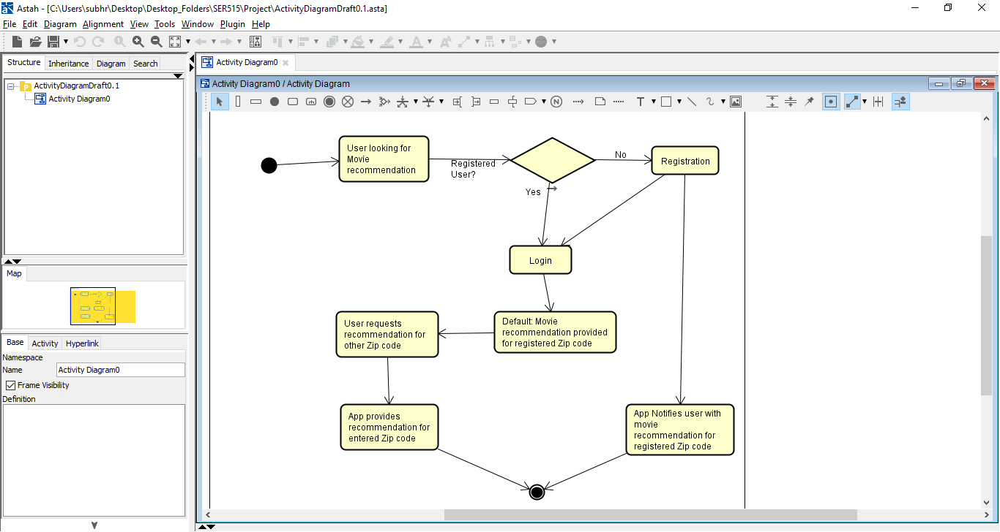 Astah - [C:\Users\subhr\Desktop\Desktop_Folders\SER515\Project\ActivityDiagramDraft0.1.asta]
File Edit Diagram Alignment View Tools Window Plugin Help
Structure Inheritance Diagram Search
ActivityDiagramDraft0.1
Activity Diagram0
Map
Base Activity Hyperlink
Namespace
Name Activity Diagram0
Frame Visibility
Definition
Activity Diagram0
Activity Diagram0 / Activity Diagram
N
T
User looking for
Movie
recommendation
Registered
User?
No
Registration
Yes
Login
Default: Movie
recommendation provided
for registered Zip code
User requests
recommendation for
other Zip code
App provides
recommendation for
entered Zip code
App Notifies user with
movie
recommendation for
registered Zip code